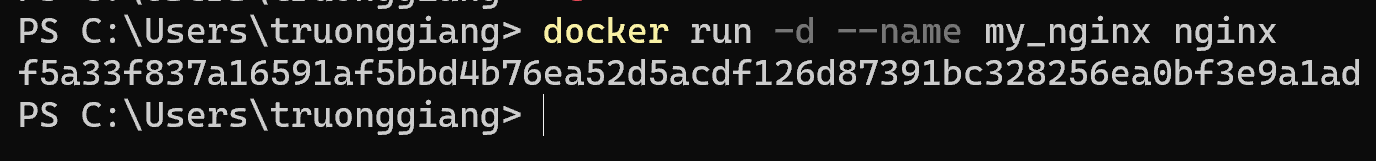 PS C:\Users\truonggiang> docker run -d --name my_nginx nginx
f5a33f837a16591af5bbd4b76ea52d5acdf126d87391bc328256ea0bf3e9a1ad
PS C:\Users\truonggiang>